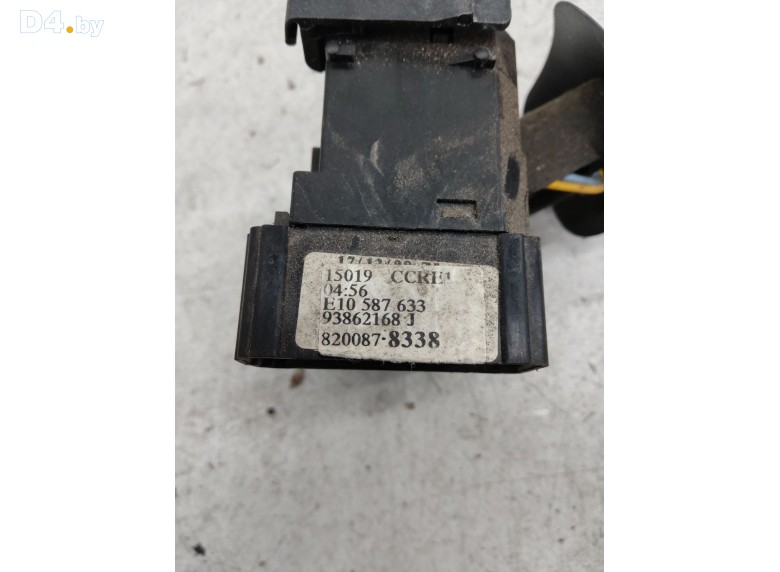 D4.by
15019 CCRE
04:56
E10 587 633
93862168 J
820087-8338